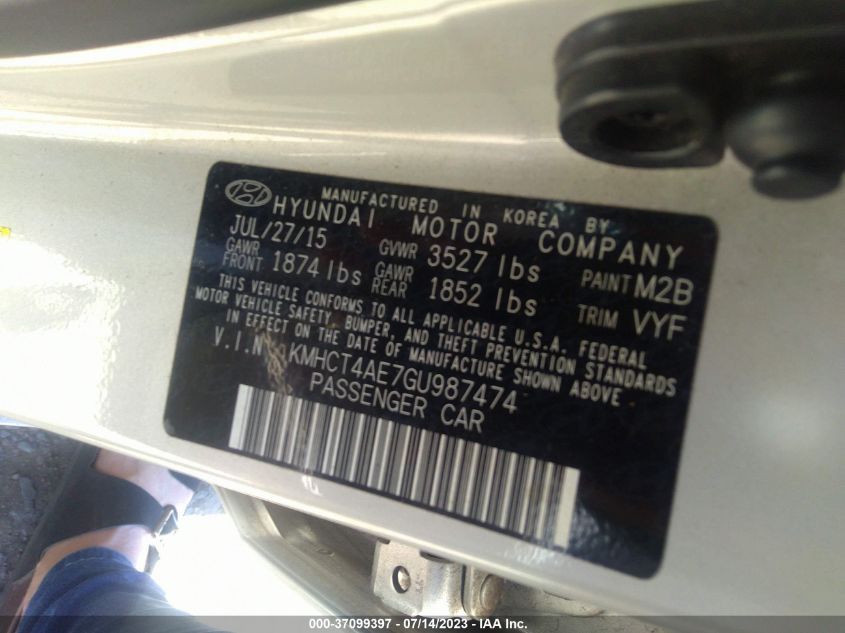 MANUFACTURED IN KOREA BY
HYUNDAI MOTOR COMPANY
JUL/27/15 GVWR 3527 lbs PAINT M2B
GAWR FRONT 1874 lbs GAWR REAR 1852 lbs TRIM VYF
THIS VEHICLE CONFORMS TO ALL APPLICABLE U.S.A. FEDERAL
MOTOR VEHICLE SAFETY, BUMPER, AND THEFT PREVENTION STANDARDS
IN EFFECT ON THE DATE OF MANUFACTURE SHOWN ABOVE
V.I.N KMHCT4AE7GU987474
PASSENGER CAR
000-37099397 - 07/14/2023 - IAA Inc.